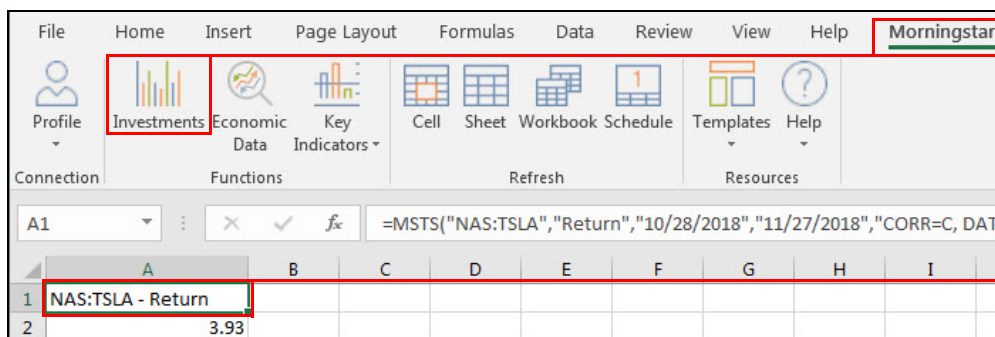 File Home Insert Page Layout Formulas Data Review View Help Morningstar
Profile Investments Economic Data Key Indicators Cell Sheet Workbook Schedule Templates Help
1
?
Connection Functions Refresh Resources
A1 fx =MSTS("NAS:TSLA","Return","10/28/2018","11/27/2018","CORR=C, DAT
A B C D E F G H I
1 NAS:TSLA - Return
2 3.93